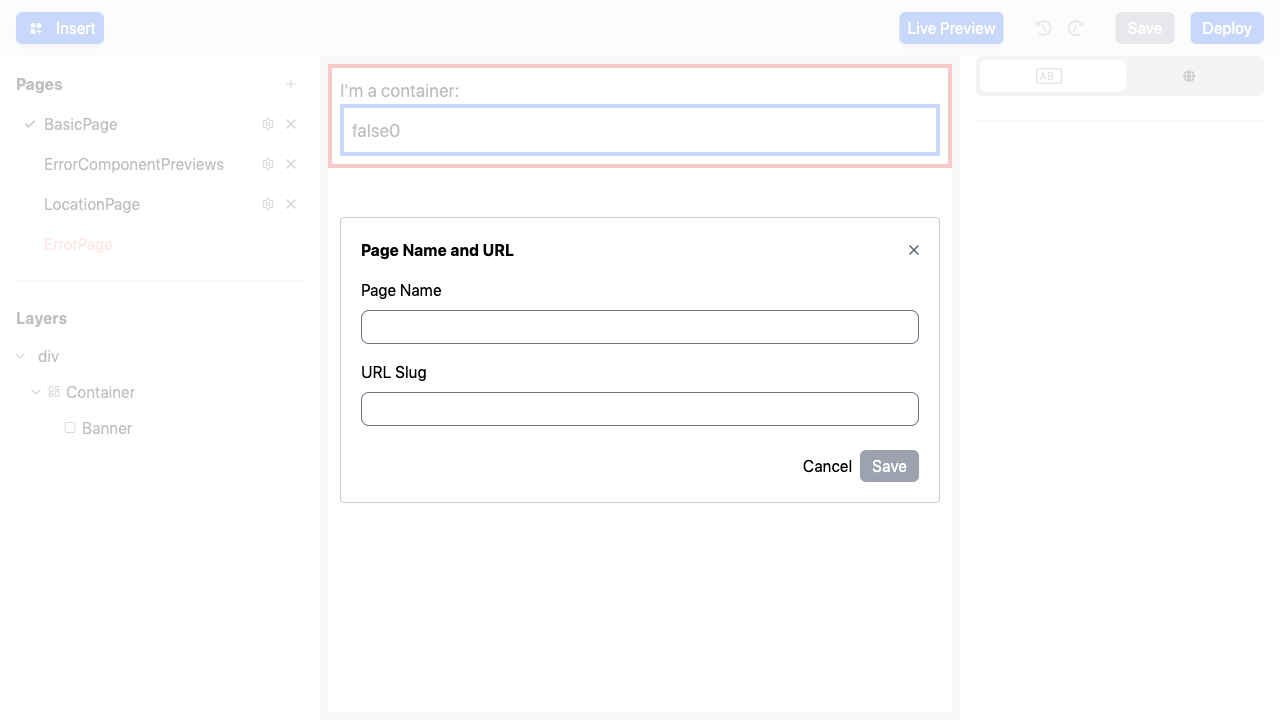 Insert
Live Preview
Save
Deploy
Pages
BasicPage
ErrorComponentPreviews
LocationPage
ErrorPage
Layers
div
Container
Banner
I'm a container:
false0
Page Name and URL
Page Name
URL Slug
Cancel
Save
AB